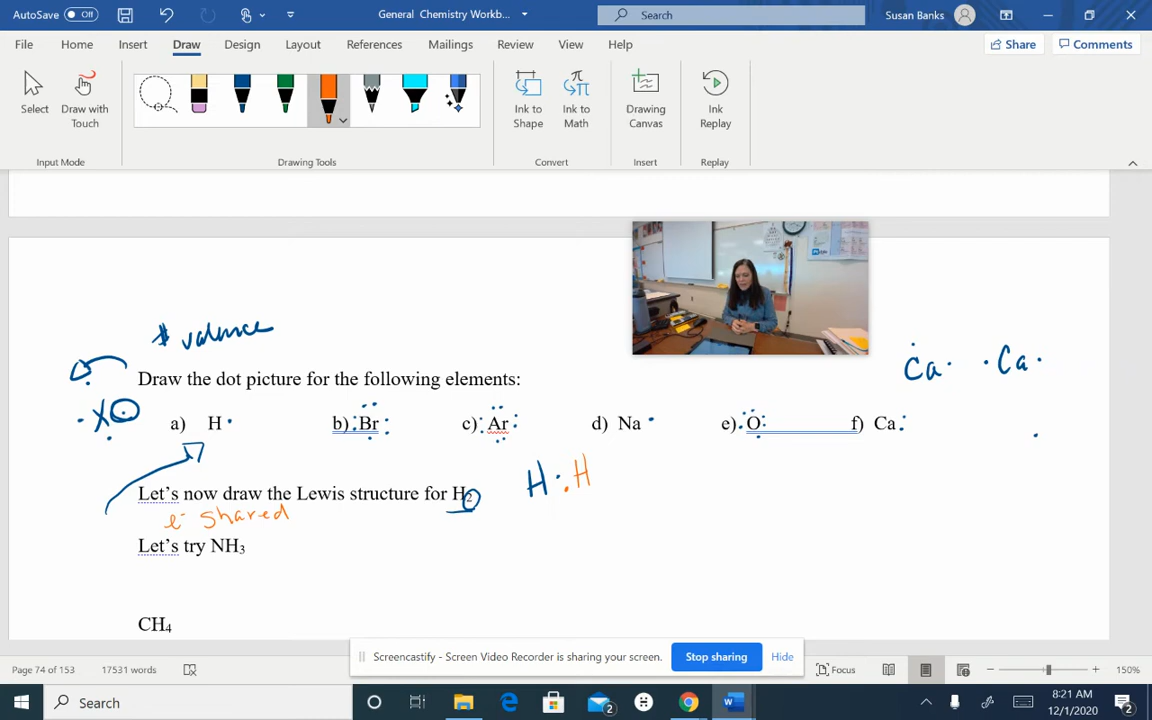 AutoSave Off General Chemistry Workb... Search Susan Banks
File Home Insert Draw Design Layout References Mailings Review View Help Share Comments
Select Draw with Touch Ink to Shape Ink to Math Drawing Canvas Ink Replay
Input Mode Drawing Tools Convert Insert Replay
# valence
Ca Ca
Draw the dot picture for the following elements:
X
a) H b) Br c) Ar d) Na e) O f) Ca
H : H
Let's now draw the Lewis structure for H₂
e⁻ shared
Let's try NH₃
CH₄
Screencastify - Screen Video Recorder is sharing your screen. Stop sharing Hide
Page 74 of 153 17531 words Focus 150%
Search 2 8:21 AM
12/1/2020 2